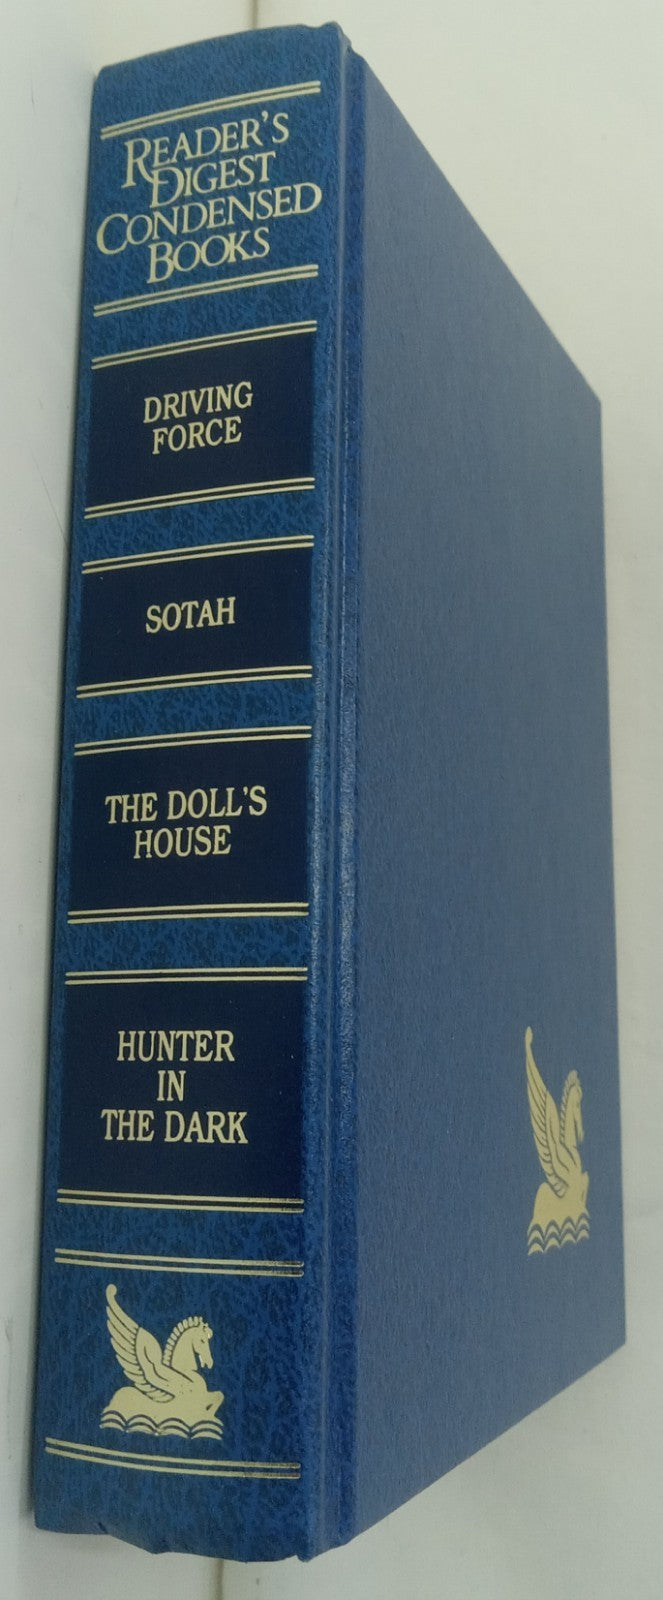 READER'S
DIGEST
CONDENSED
BOOKS
DRIVING
FORCE
SOTAH
THE DOLL'S
HOUSE
HUNTER
IN
THE DARK